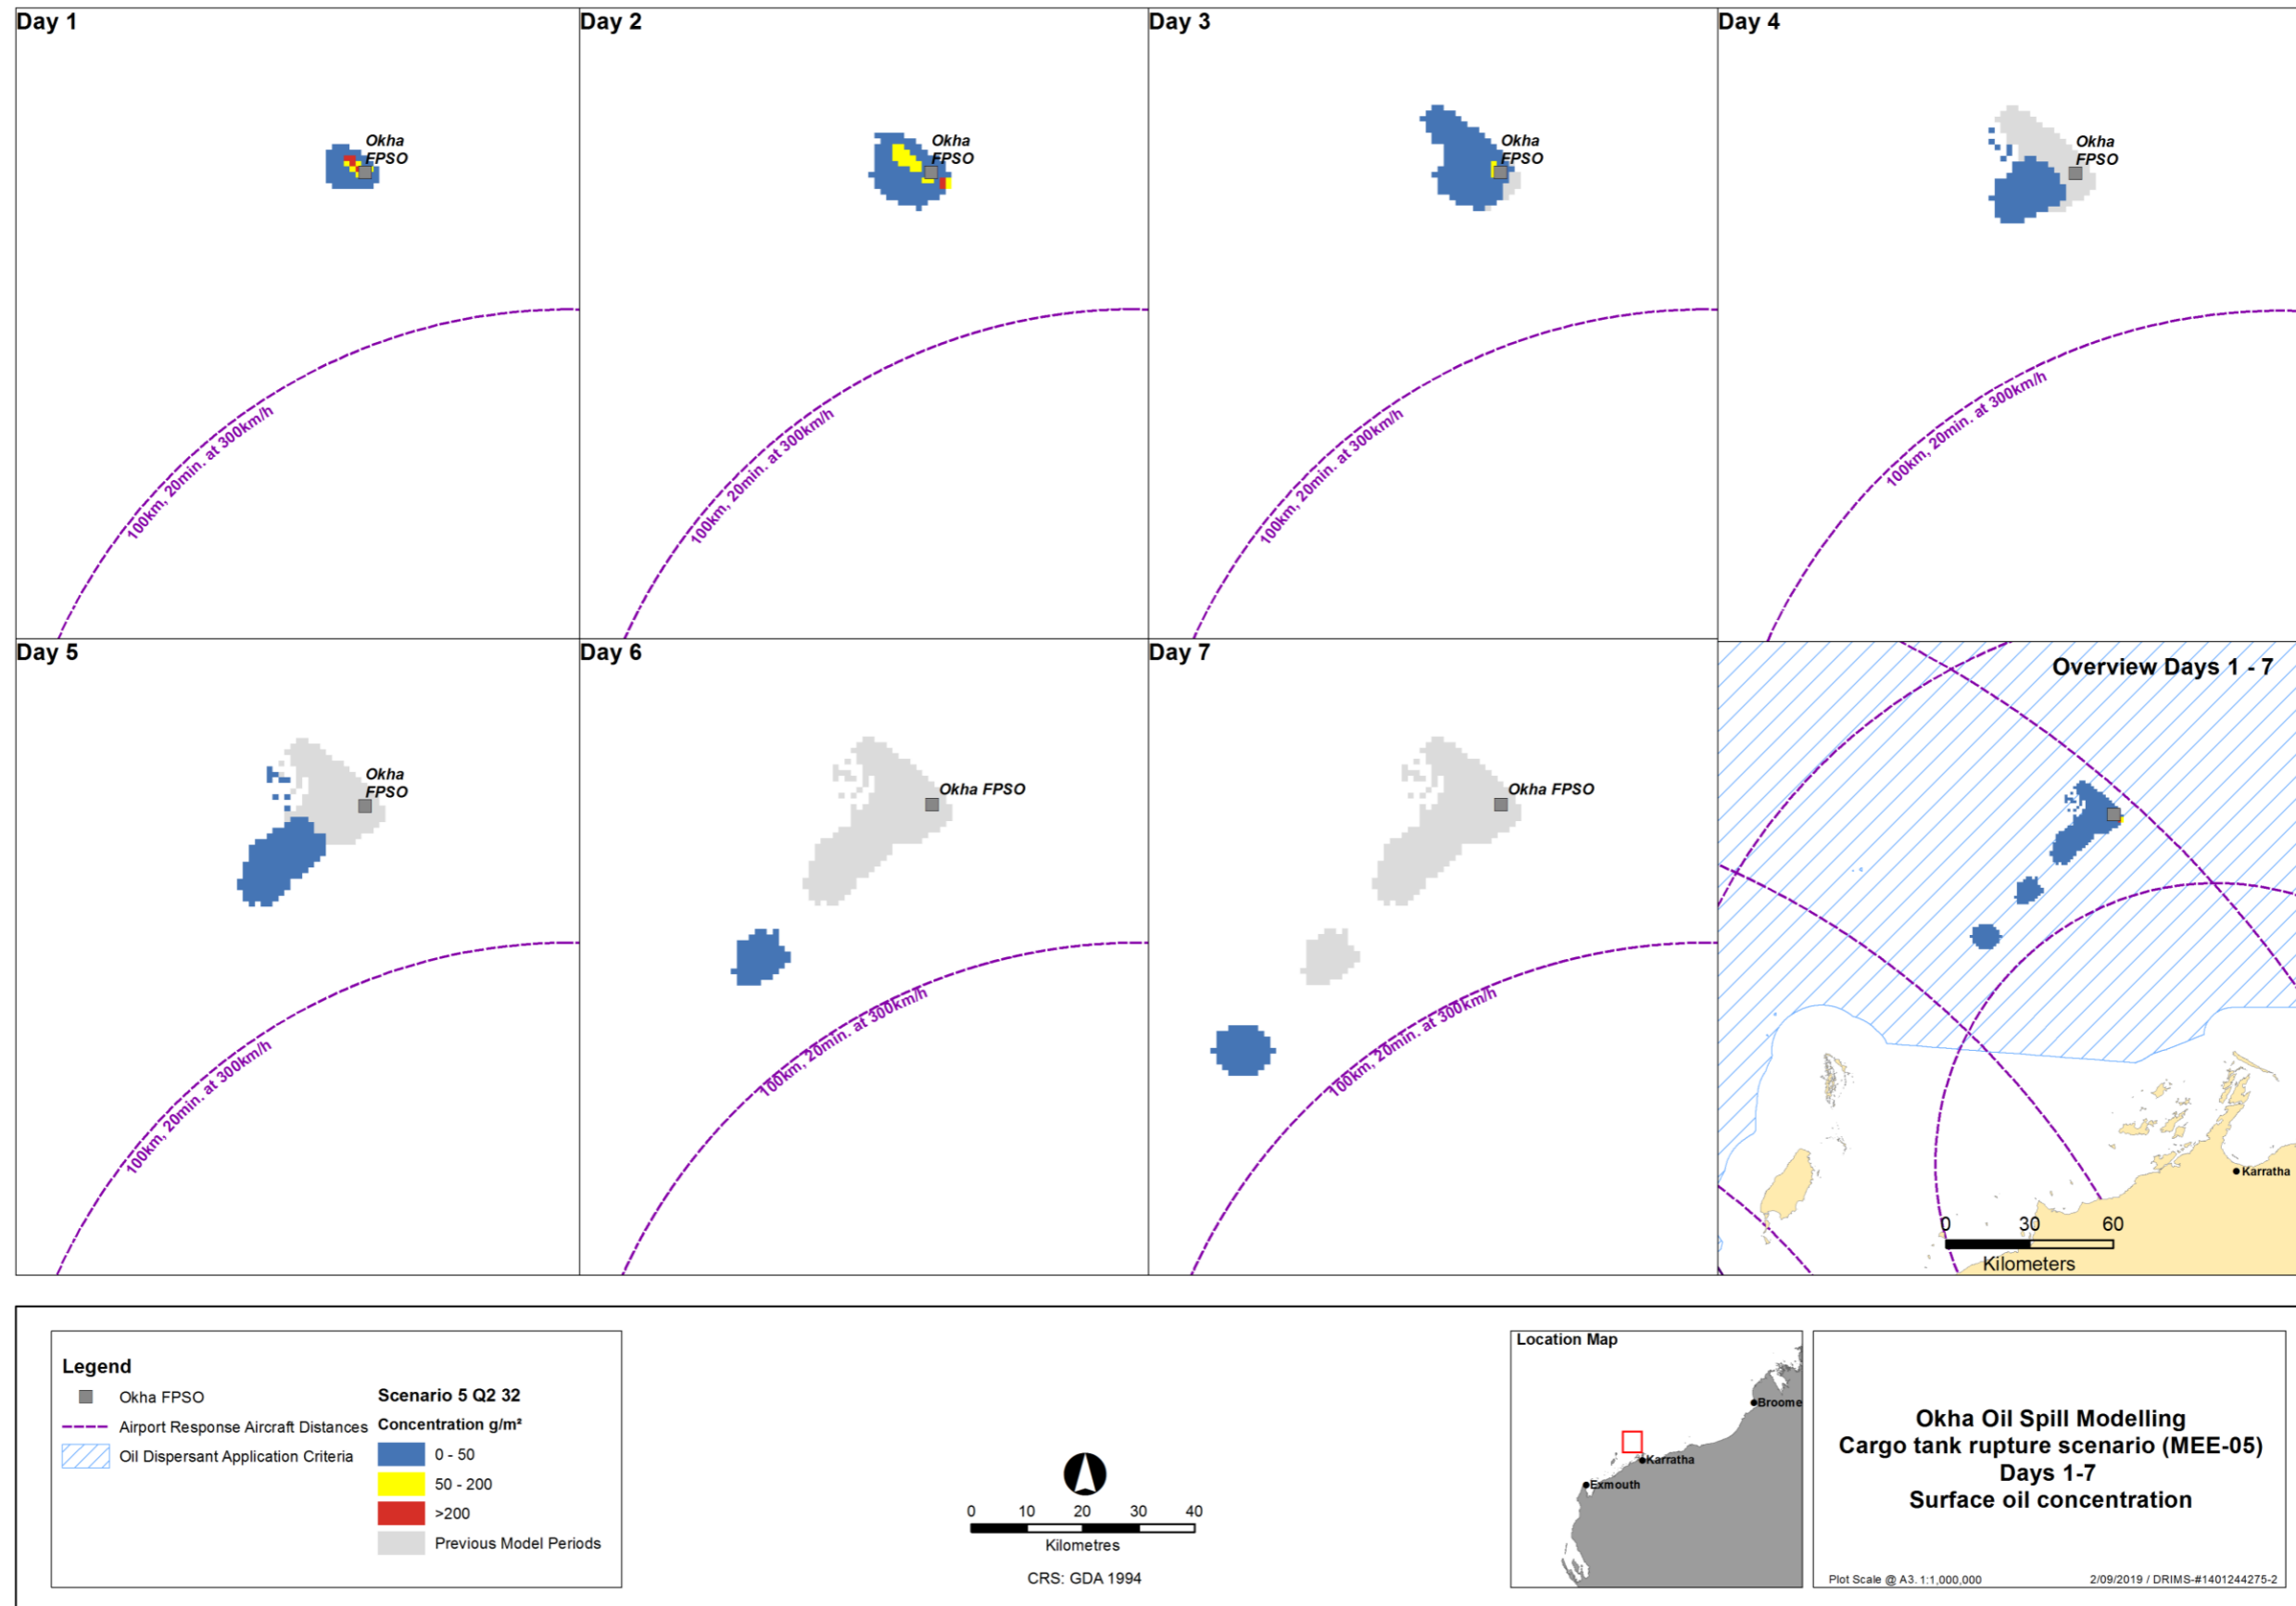 Day 1
Okha
FPSO
100km, 20min. at 300km/h
Day 2
Okha
FPSO
100km, 20min. at 300km/h
Day 3
Okha
FPSO
100km, 20min. at 300km/h
Day 4
Okha
FPSO
100km, 20min. at 300km/h
Day 5
Okha
FPSO
100km, 20min. at 300km/h
Day 6
Okha FPSO
100km, 20min. at 300km/h
Day 7
Okha FPSO
100km, 20min. at 300km/h
Overview Days 1 - 7
Karratha
0 30 60
Kilometers
Legend
Okha FPSO
Airport Response Aircraft Distances
Oil Dispersant Application Criteria
Scenario 5 Q2 32
Concentration g/m²
0 - 50
50 - 200
>200
Previous Model Periods
0 10 20 30 40
Kilometres
CRS: GDA 1994
Location Map
Broome
Karratha
Exmouth
Okha Oil Spill Modelling
Cargo tank rupture scenario (MEE-05)
Days 1-7
Surface oil concentration
Plot Scale @ A3. 1:1,000,000
2/09/2019 / DRIMS-#1401244275-2